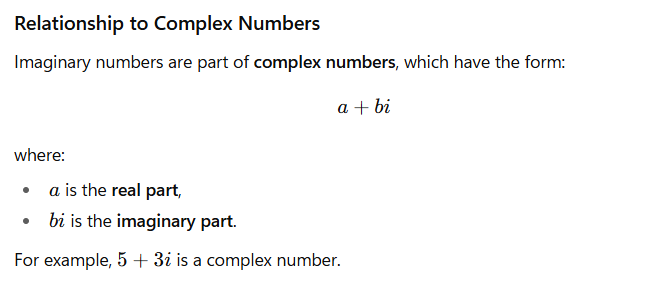 Relationship to Complex Numbers
Imaginary numbers are part of complex numbers, which have the form:
a + bi
where:
• a is the real part,
• bi is the imaginary part.
For example, 5 + 3i is a complex number.